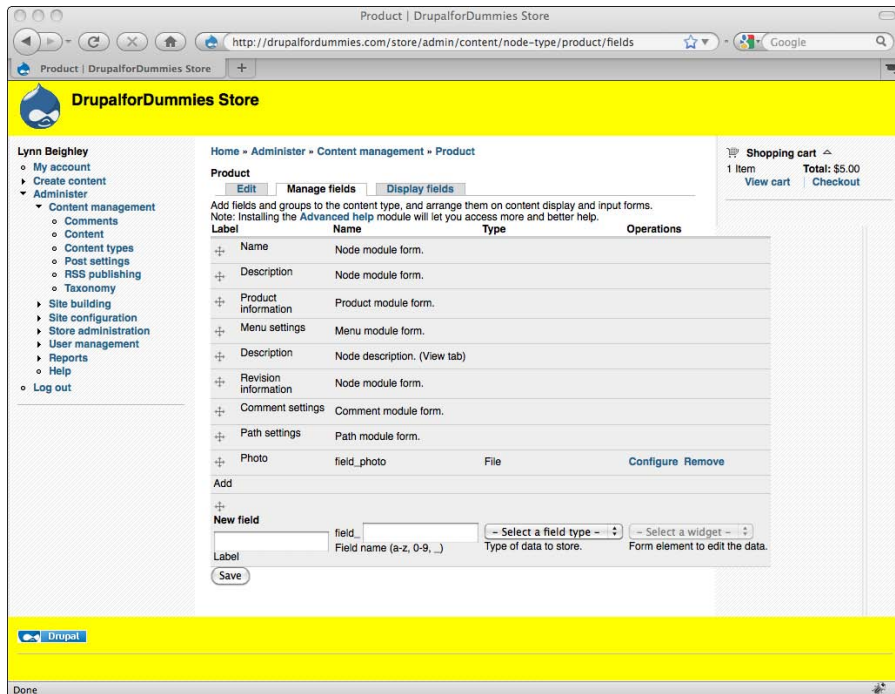 Product | DrupalforDummies Store
http://drupalfordummies.com/store/admin/content/node-type/product/fields
Google
Product | DrupalforDummies Store
+
DrupalforDummies Store
Lynn Beighley
My account
Create content
Administer
Content management
Comments
Content
Content types
Post settings
RSS publishing
Taxonomy
Site building
Site configuration
Store administration
User management
Reports
Help
Log out
Home » Administer » Content management » Product
Product
Edit Manage fields Display fields
Add fields and groups to the content type, and arrange them on content display and input forms.
Note: Installing the Advanced help module will let you access more and better help.
Label Name Type Operations
Name Node module form.
Description Node module form.
Product information Product module form.
Menu settings Menu module form.
Description Node description. (View tab)
Revision information Node module form.
Comment settings Comment module form.
Path settings Path module form.
Photo field_photo File Configure Remove
Add
New field
Label
field_
Field name (a-z, 0-9, _)
- Select a field type -
Type of data to store.
- Select a widget -
Form element to edit the data.
Save
Shopping cart
1 Item Total: $5.00
View cart | Checkout
Drupal
Done